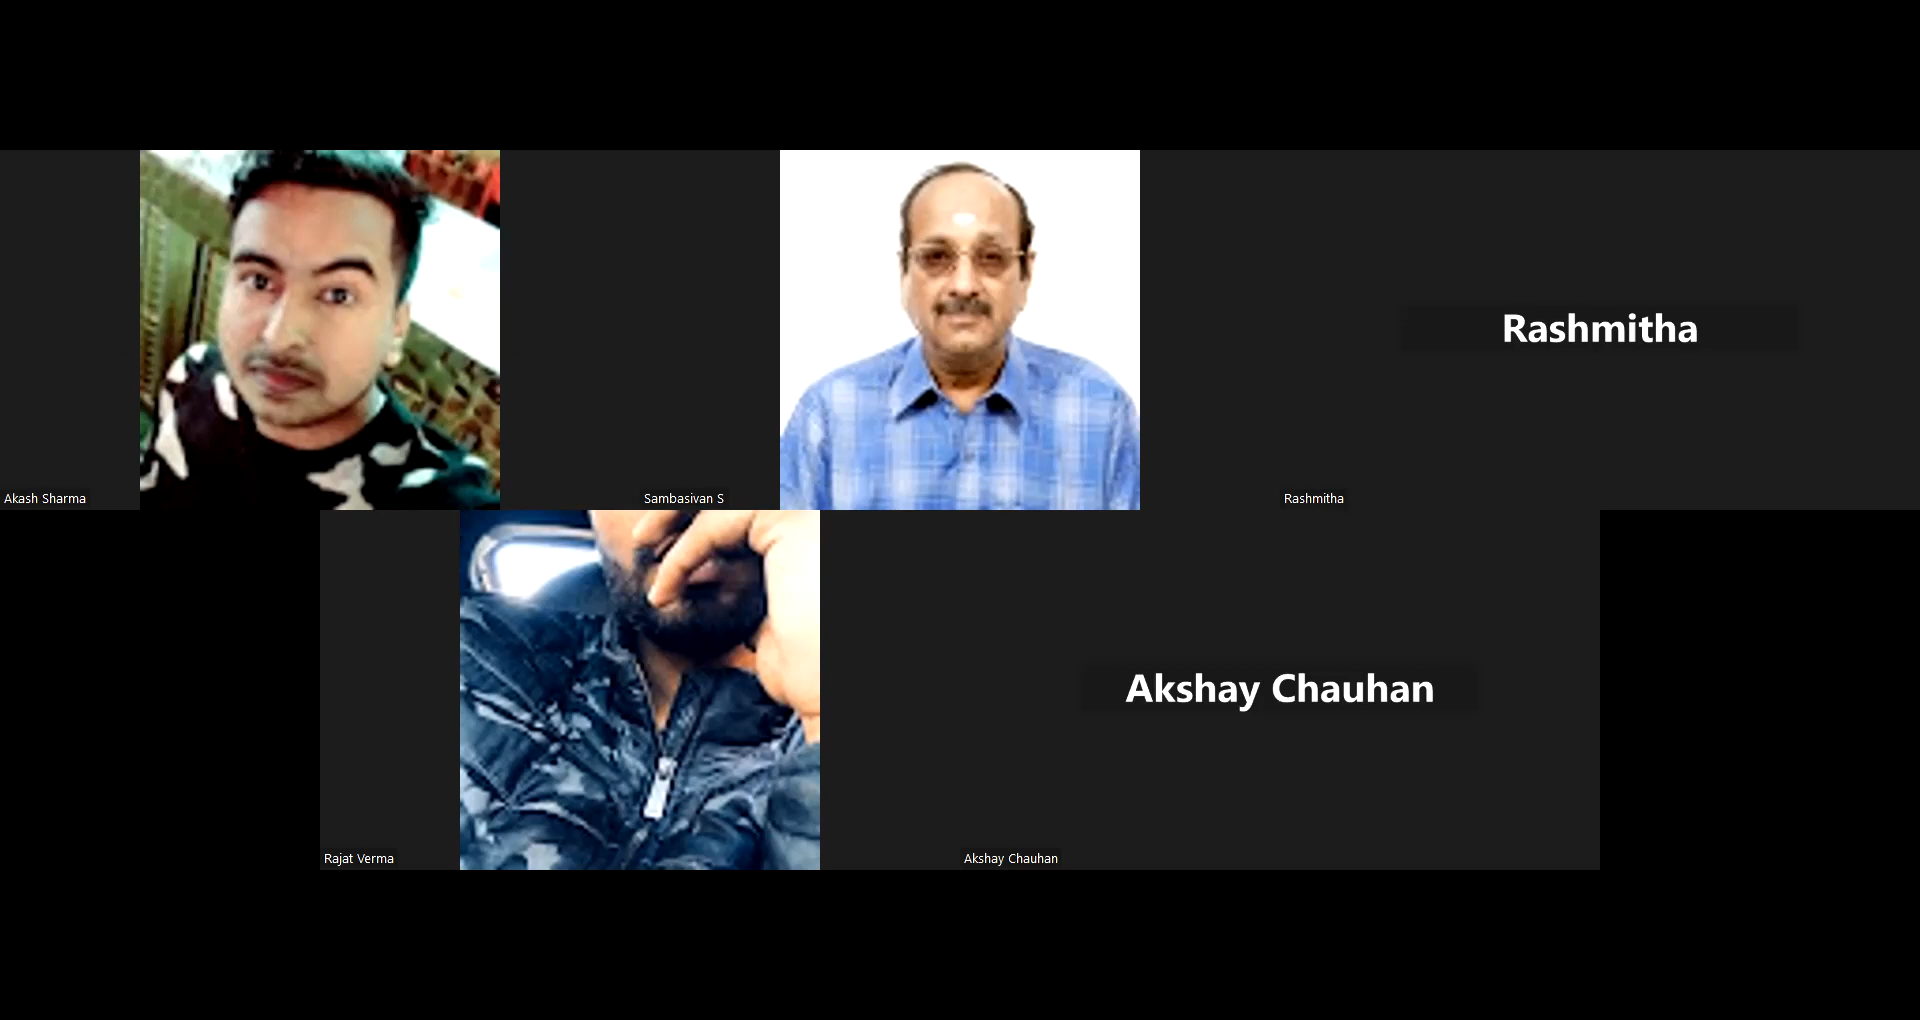 Rashmitha
Akash Sharma
Sambasivan S
Rashmitha
Akshay Chauhan
Rajat Verma
Akshay Chauhan